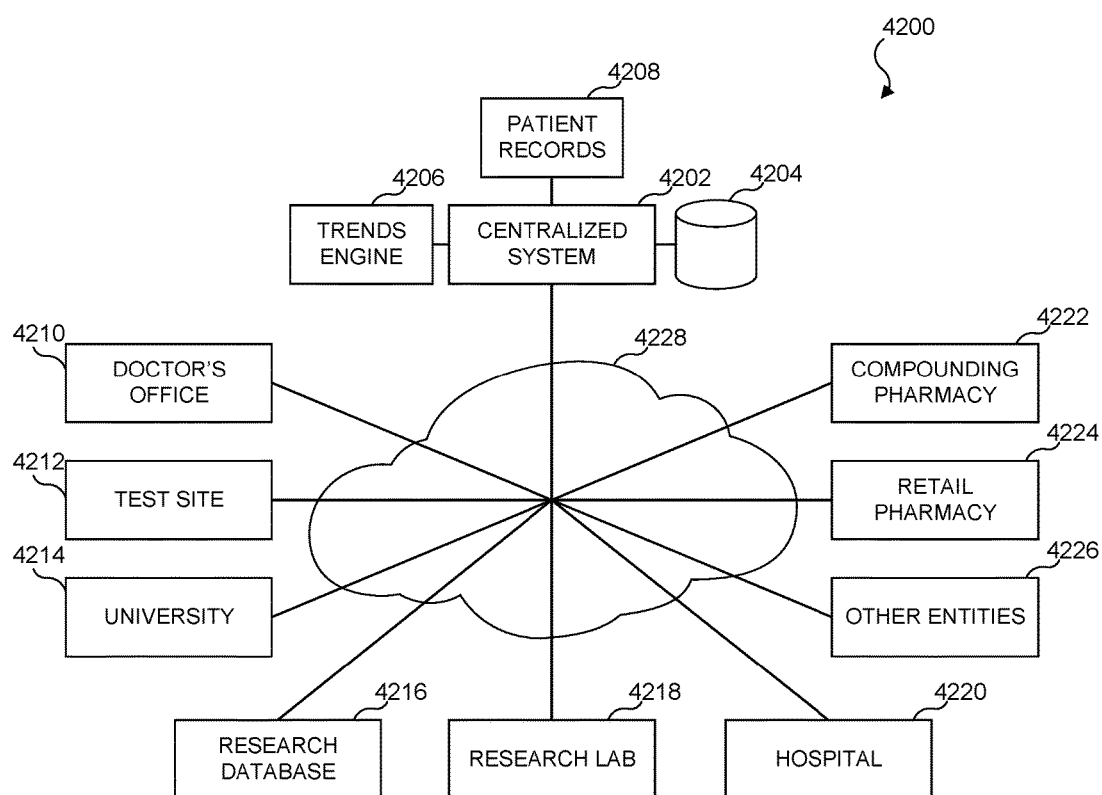 4200
4208
PATIENT
RECORDS
4206
4202
4204
TRENDS
ENGINE
CENTRALIZED
SYSTEM
4210
4228
4222
DOCTOR'S
OFFICE
COMPOUNDING
PHARMACY
4212
4224
TEST SITE
RETAIL
PHARMACY
4214
4226
UNIVERSITY
OTHER ENTITIES
4216
4218
4220
RESEARCH
DATABASE
RESEARCH LAB
HOSPITAL